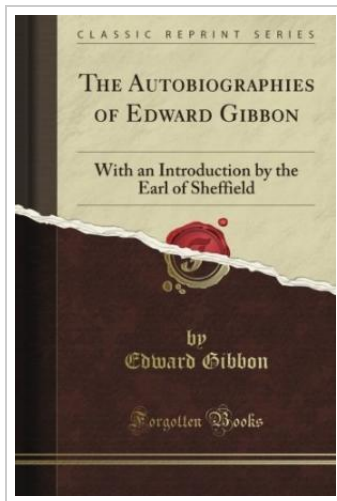 CLASSIC REPRINT SERIES
THE AUTOBIOGRAPHIES
OF EDWARD GIBBON
With an Introduction by the
Earl of Sheffield
by
Edward Gibbon
Forgotten Books